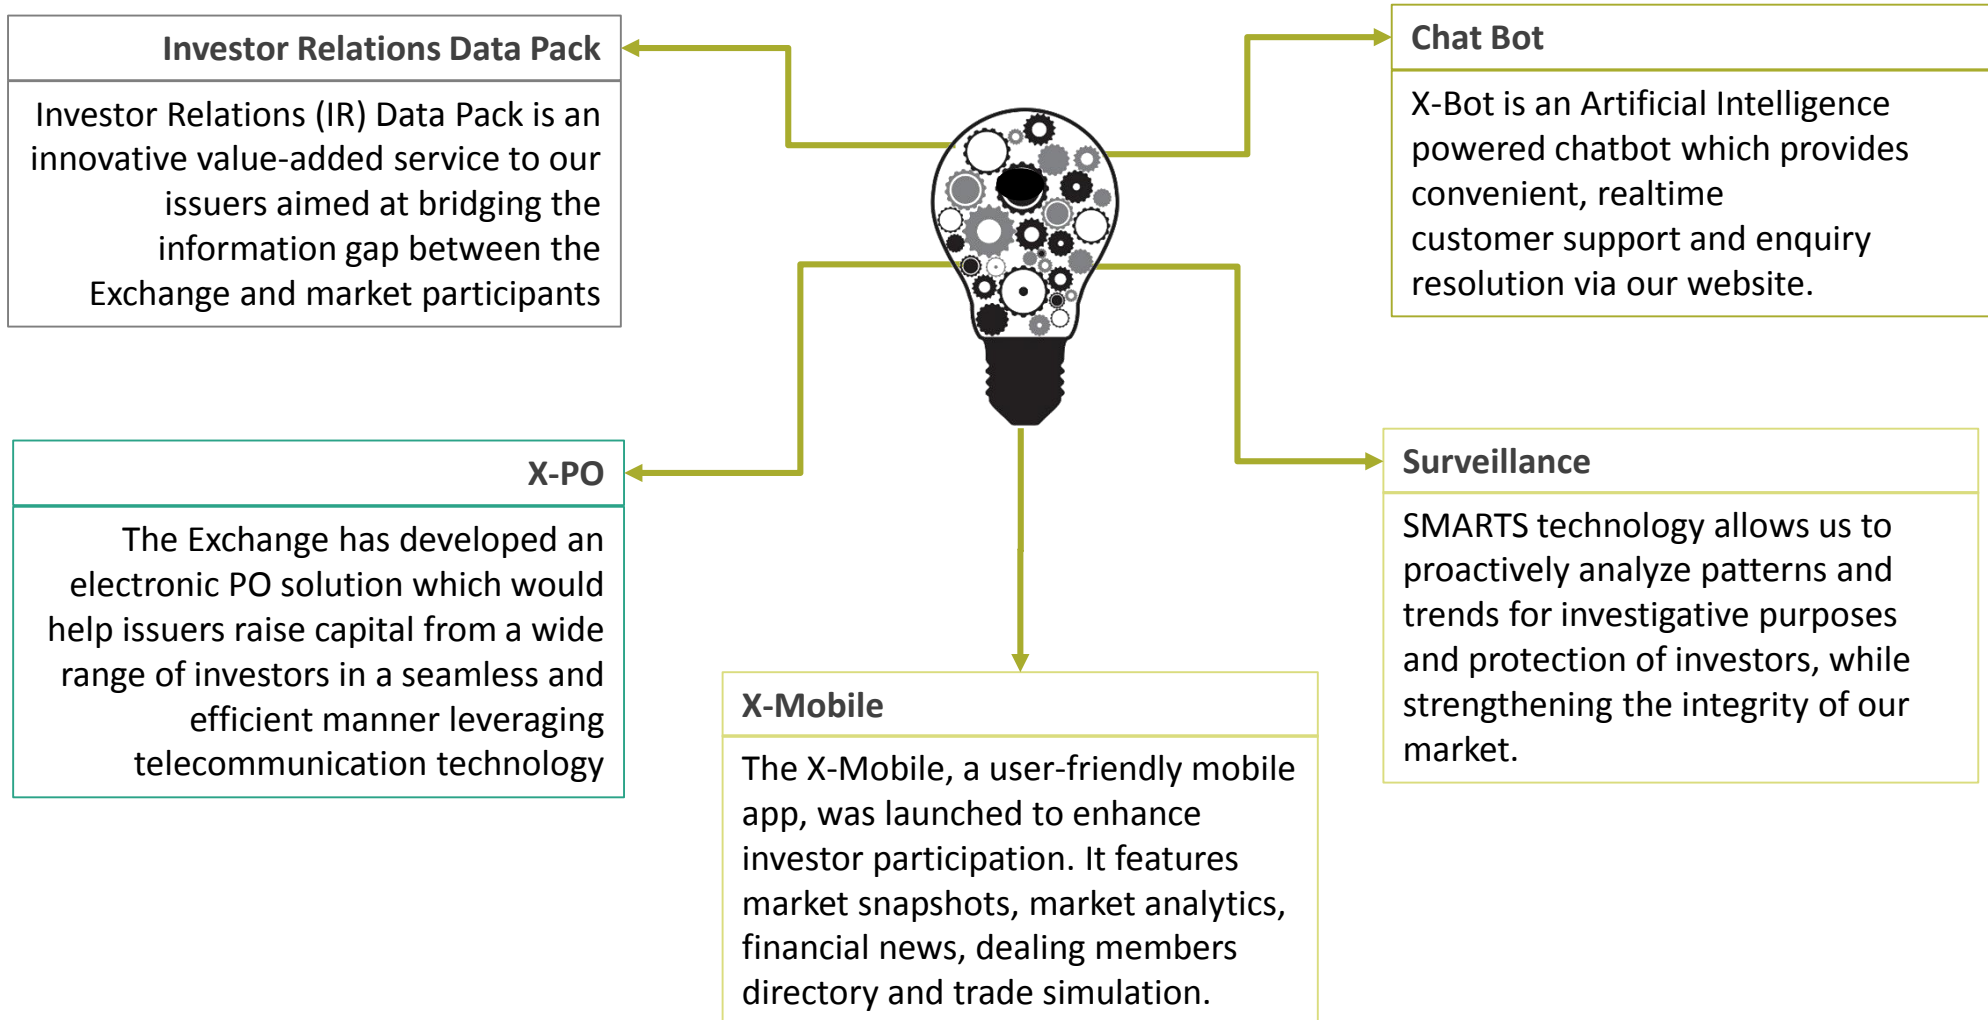 Investor Relations Data Pack
Investor Relations (IR) Data Pack is an
innovative value-added service to our
issuers aimed at bridging the
information gap between the
Exchange and market participants
Chat Bot
X-Bot is an Artificial Intelligence
powered chatbot which provides
convenient, realtime
customer support and enquiry
resolution via our website.
X-PO
The Exchange has developed an
electronic PO solution which would
help issuers raise capital from a wide
range of investors in a seamless and
efficient manner leveraging
telecommunication technology
Surveillance
SMARTS technology allows us to
proactively analyze patterns and
trends for investigative purposes
and protection of investors, while
strengthening the integrity of our
market.
X-Mobile
The X-Mobile, a user-friendly mobile
app, was launched to enhance
investor participation. It features
market snapshots, market analytics,
financial news, dealing members
directory and trade simulation.